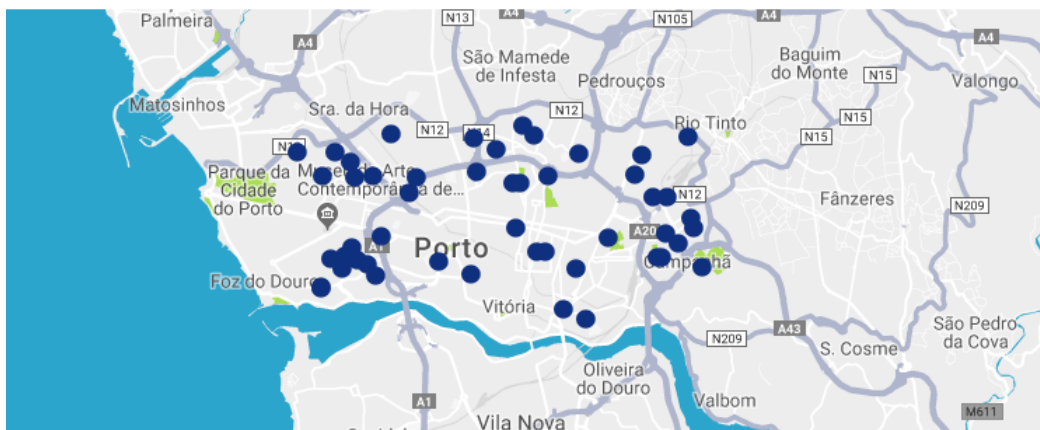 Palmeira
N13
A4
N105
A4
A4
A4
São Mamede
de Infesta
Pedrouços
Baguim
do Monte
N15
Valongo
Matosinhos
Sra. da Hora
N12
N14
N12
Rio Tinto
N15
Parque da
Cidade
do Porto
Contemporânea de...
N12
N15
Fânzeres
N209
Porto
A1
A20
Campanhã
Foz do Douro
Vitória
A43
N209
São Pedro
da Cova
S. Cosme
Oliveira
do Douro
Valbom
A1
M611
Vila Nova